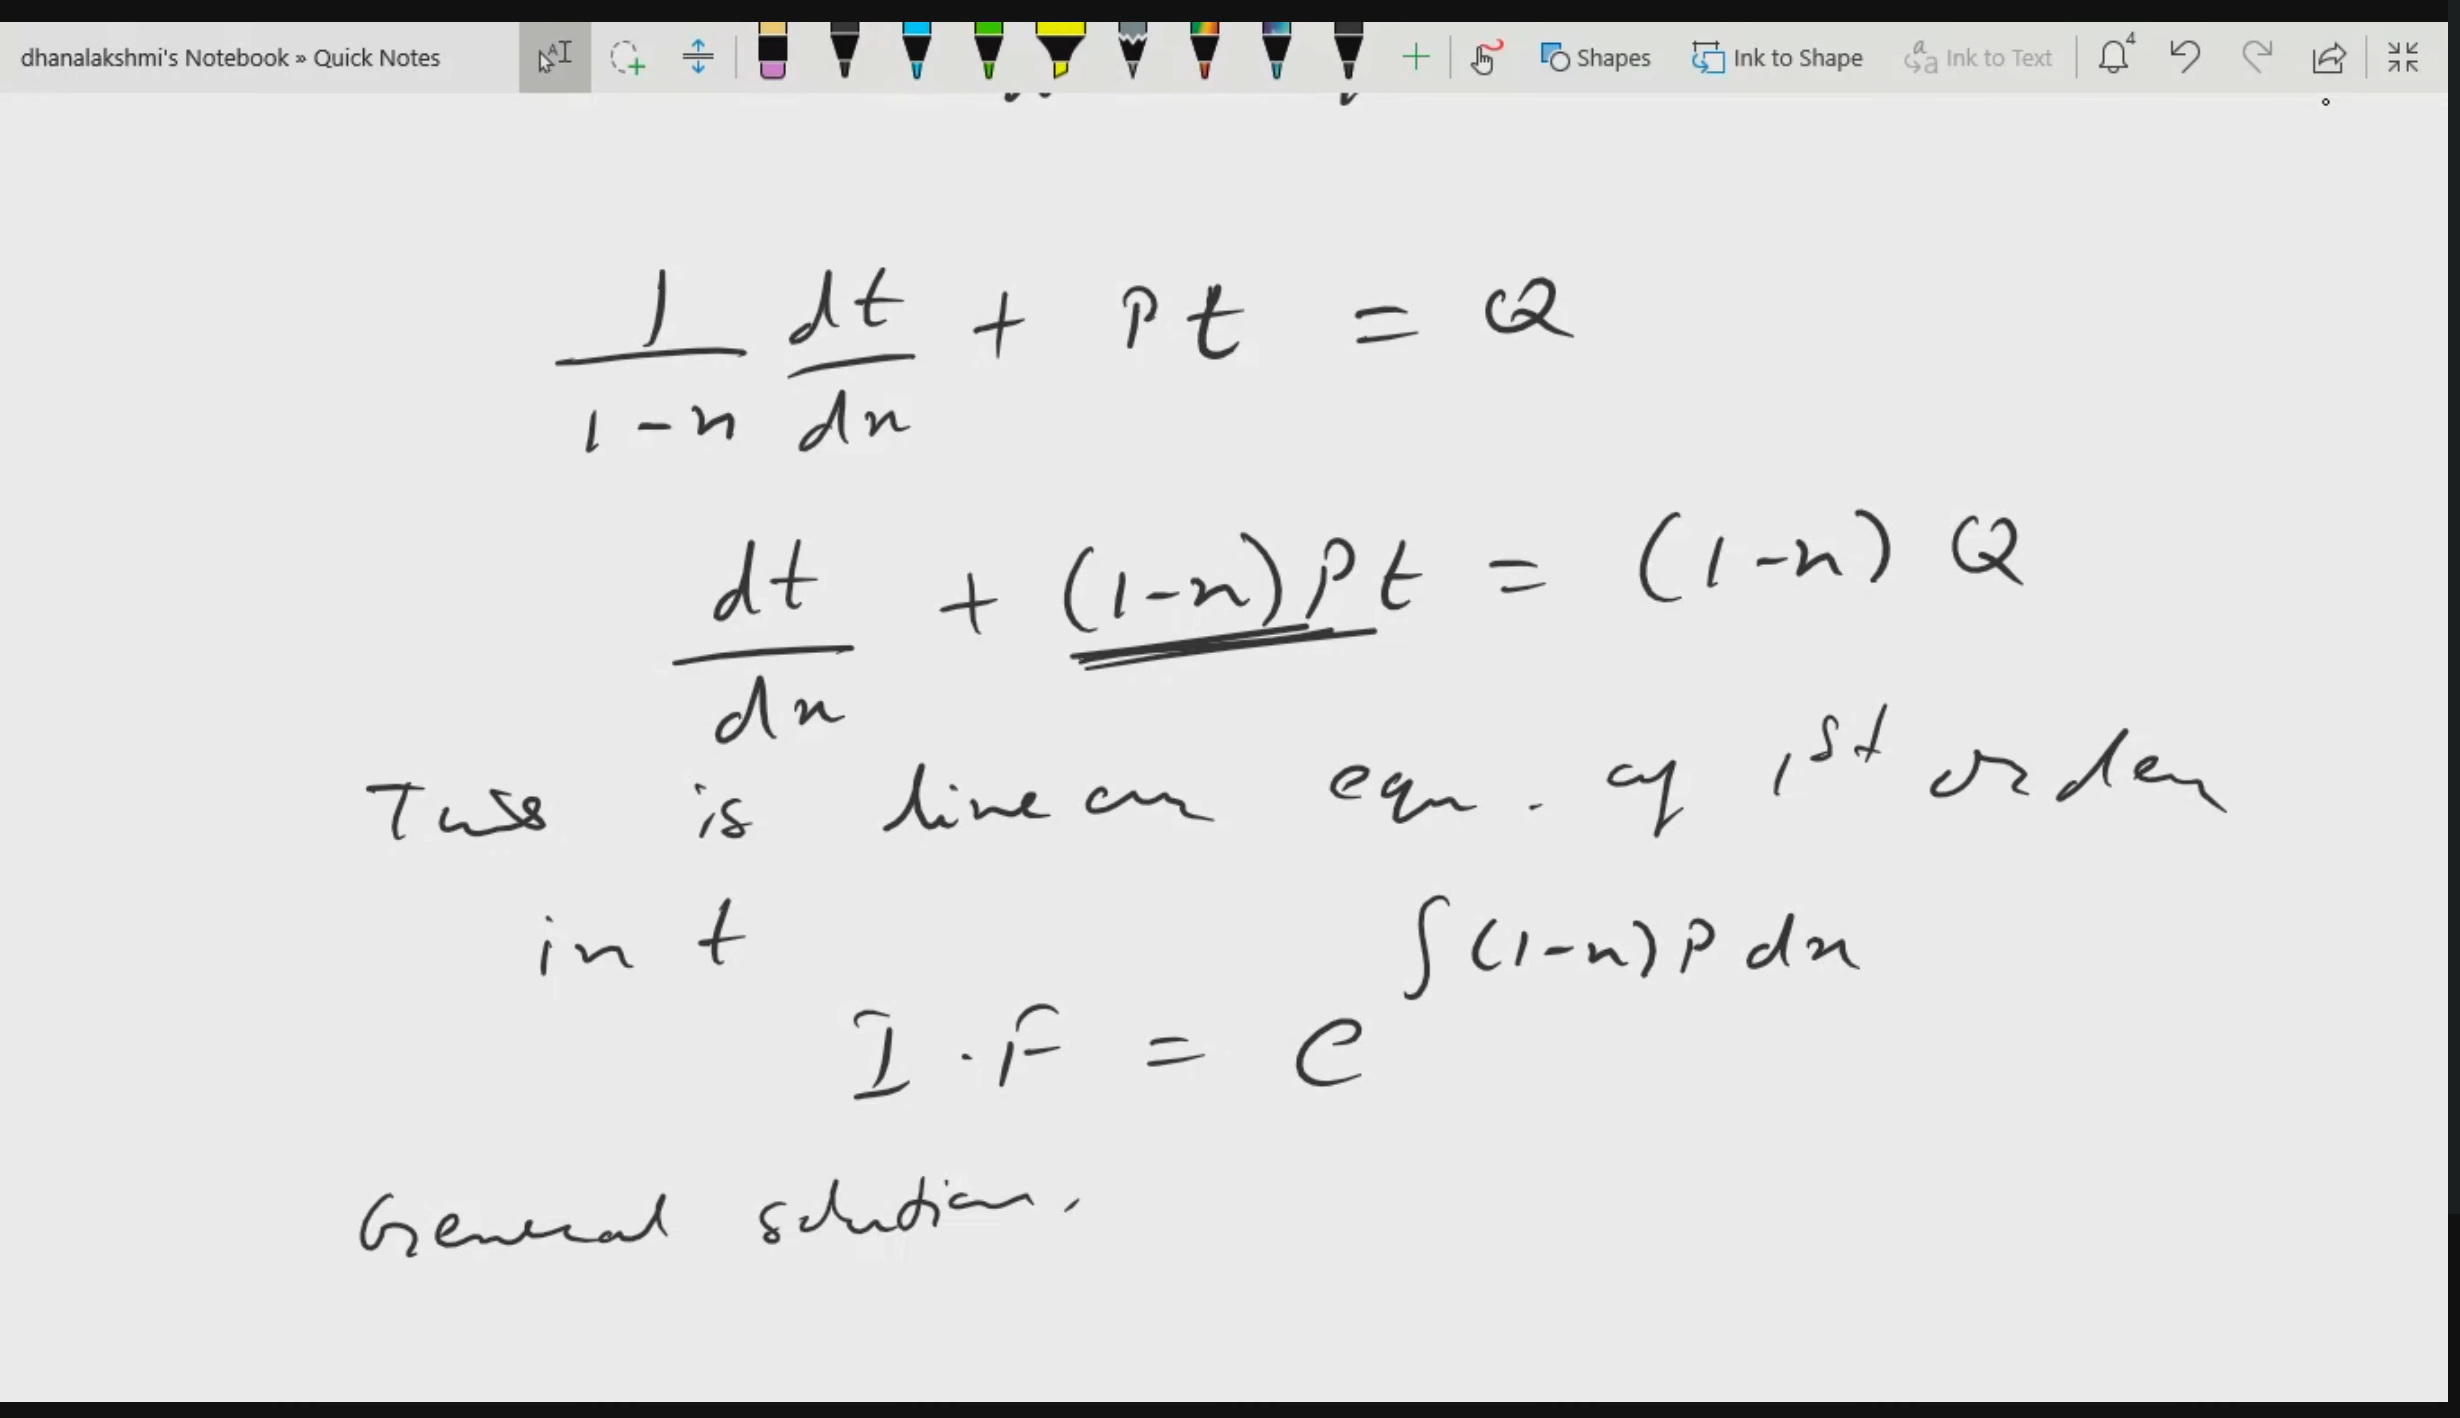 dhanalakshmi's Notebook » Quick Notes Shapes Ink to Shape Ink to Text 4
1/(1-n) dt/dx + Pt = Q
dt/dx + (1-n)Pt = (1-n) Q
This is linear eqn. of 1st order
in t
I.F = e^∫(1-n)P dx
General solution,